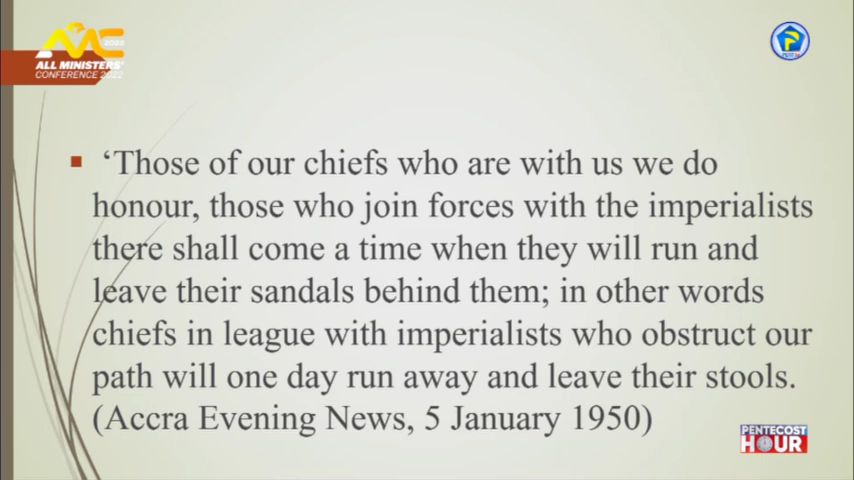 AMC 2022
ALL MINISTERS'
CONFERENCE 2022
‘Those of our chiefs who are with us we do
honour, those who join forces with the imperialists
there shall come a time when they will run and
leave their sandals behind them; in other words
chiefs in league with imperialists who obstruct our
path will one day run away and leave their stools.
(Accra Evening News, 5 January 1950)
PENTECOST
HOUR